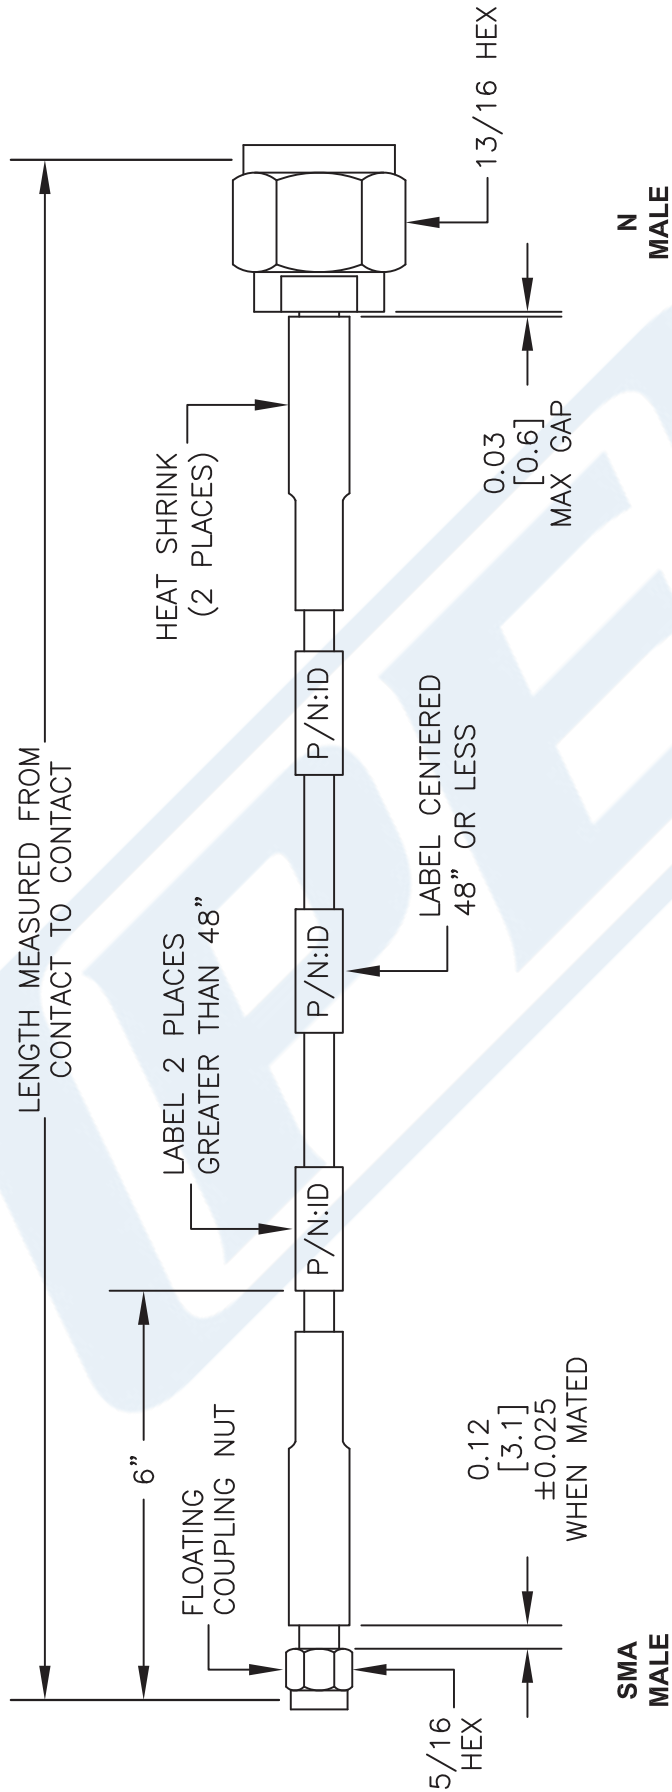 LENGTH MEASURED FROM
CONTACT TO CONTACT
6”
FLOATING
COUPLING NUT
LABEL 2 PLACES
GREATER THAN 48”
HEAT SHRINK
(2 PLACES)
P/N:ID
P/N:ID
P/N:ID
5/16
HEX
0.12
[3.1]
±0.025
WHEN MATED
LABEL CENTERED
48” OR LESS
0.03
[0.6]
MAX GAP
13/16 HEX
SMA
MALE
N
MALE
PE